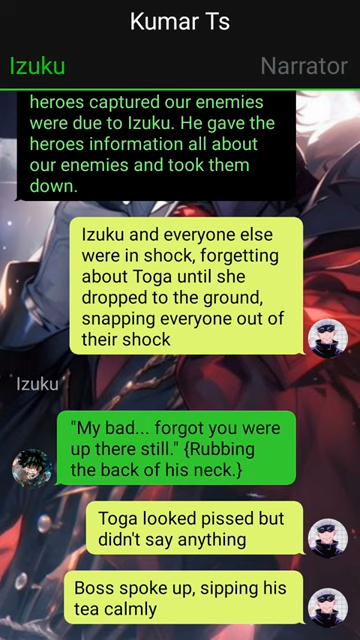 Kumar Ts
Izuku Narrator
heroes captured our enemies
were due to Izuku. He gave the
heroes information all about
our enemies and took them
down.
Izuku and everyone else
were in shock, forgetting
about Toga until she
dropped to the ground,
snapping everyone out of
their shock
Izuku
"My bad... forgot you were
up there still." {Rubbing
the back of his neck.}
Toga looked pissed but
didn't say anything
Boss spoke up, sipping his
tea calmly